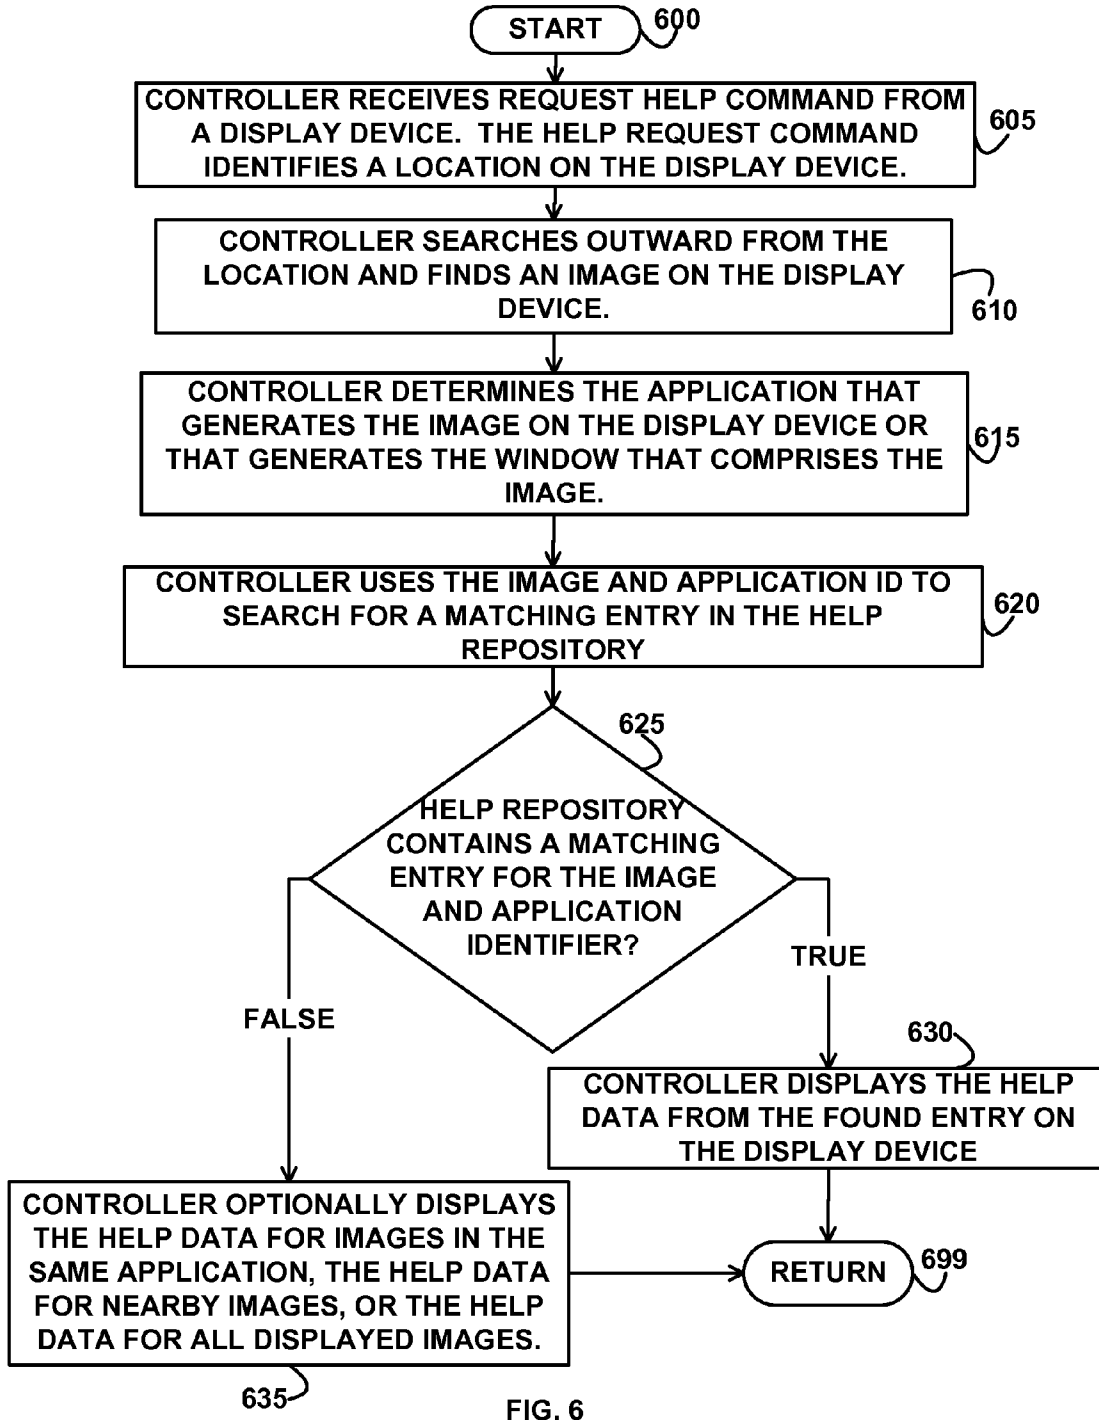 START
600
CONTROLLER RECEIVES REQUEST HELP COMMAND FROM
A DISPLAY DEVICE. THE HELP REQUEST COMMAND
IDENTIFIES A LOCATION ON THE DISPLAY DEVICE.
605
CONTROLLER SEARCHES OUTWARD FROM THE
LOCATION AND FINDS AN IMAGE ON THE DISPLAY
DEVICE.
610
CONTROLLER DETERMINES THE APPLICATION THAT
GENERATES THE IMAGE ON THE DISPLAY DEVICE OR
THAT GENERATES THE WINDOW THAT COMPRISES THE
IMAGE.
615
CONTROLLER USES THE IMAGE AND APPLICATION ID TO
SEARCH FOR A MATCHING ENTRY IN THE HELP
REPOSITORY
620
625
HELP REPOSITORY
CONTAINS A MATCHING
ENTRY FOR THE IMAGE
AND APPLICATION
IDENTIFIER?
TRUE
FALSE
630
CONTROLLER DISPLAYS THE HELP
DATA FROM THE FOUND ENTRY ON
THE DISPLAY DEVICE
CONTROLLER OPTIONALLY DISPLAYS
THE HELP DATA FOR IMAGES IN THE
SAME APPLICATION, THE HELP DATA
FOR NEARBY IMAGES, OR THE HELP
DATA FOR ALL DISPLAYED IMAGES.
635
RETURN
699
FIG. 6